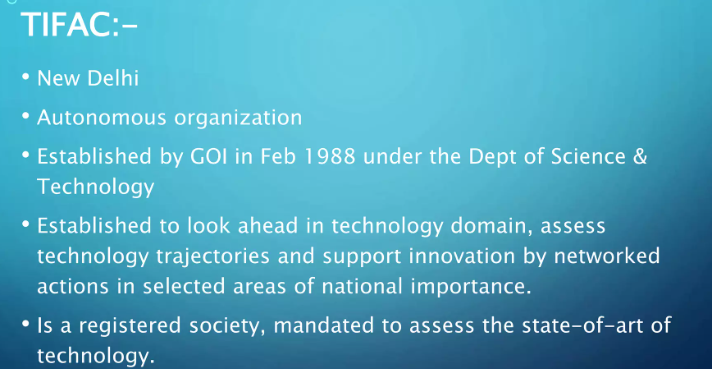 TIFAC:-
• New Delhi
• Autonomous organization
• Established by GOI in Feb 1988 under the Dept of Science &
Technology
• Established to look ahead in technology domain, assess
technology trajectories and support innovation by networked
actions in selected areas of national importance.
• Is a registered society, mandated to assess the state-of-art of
technology.